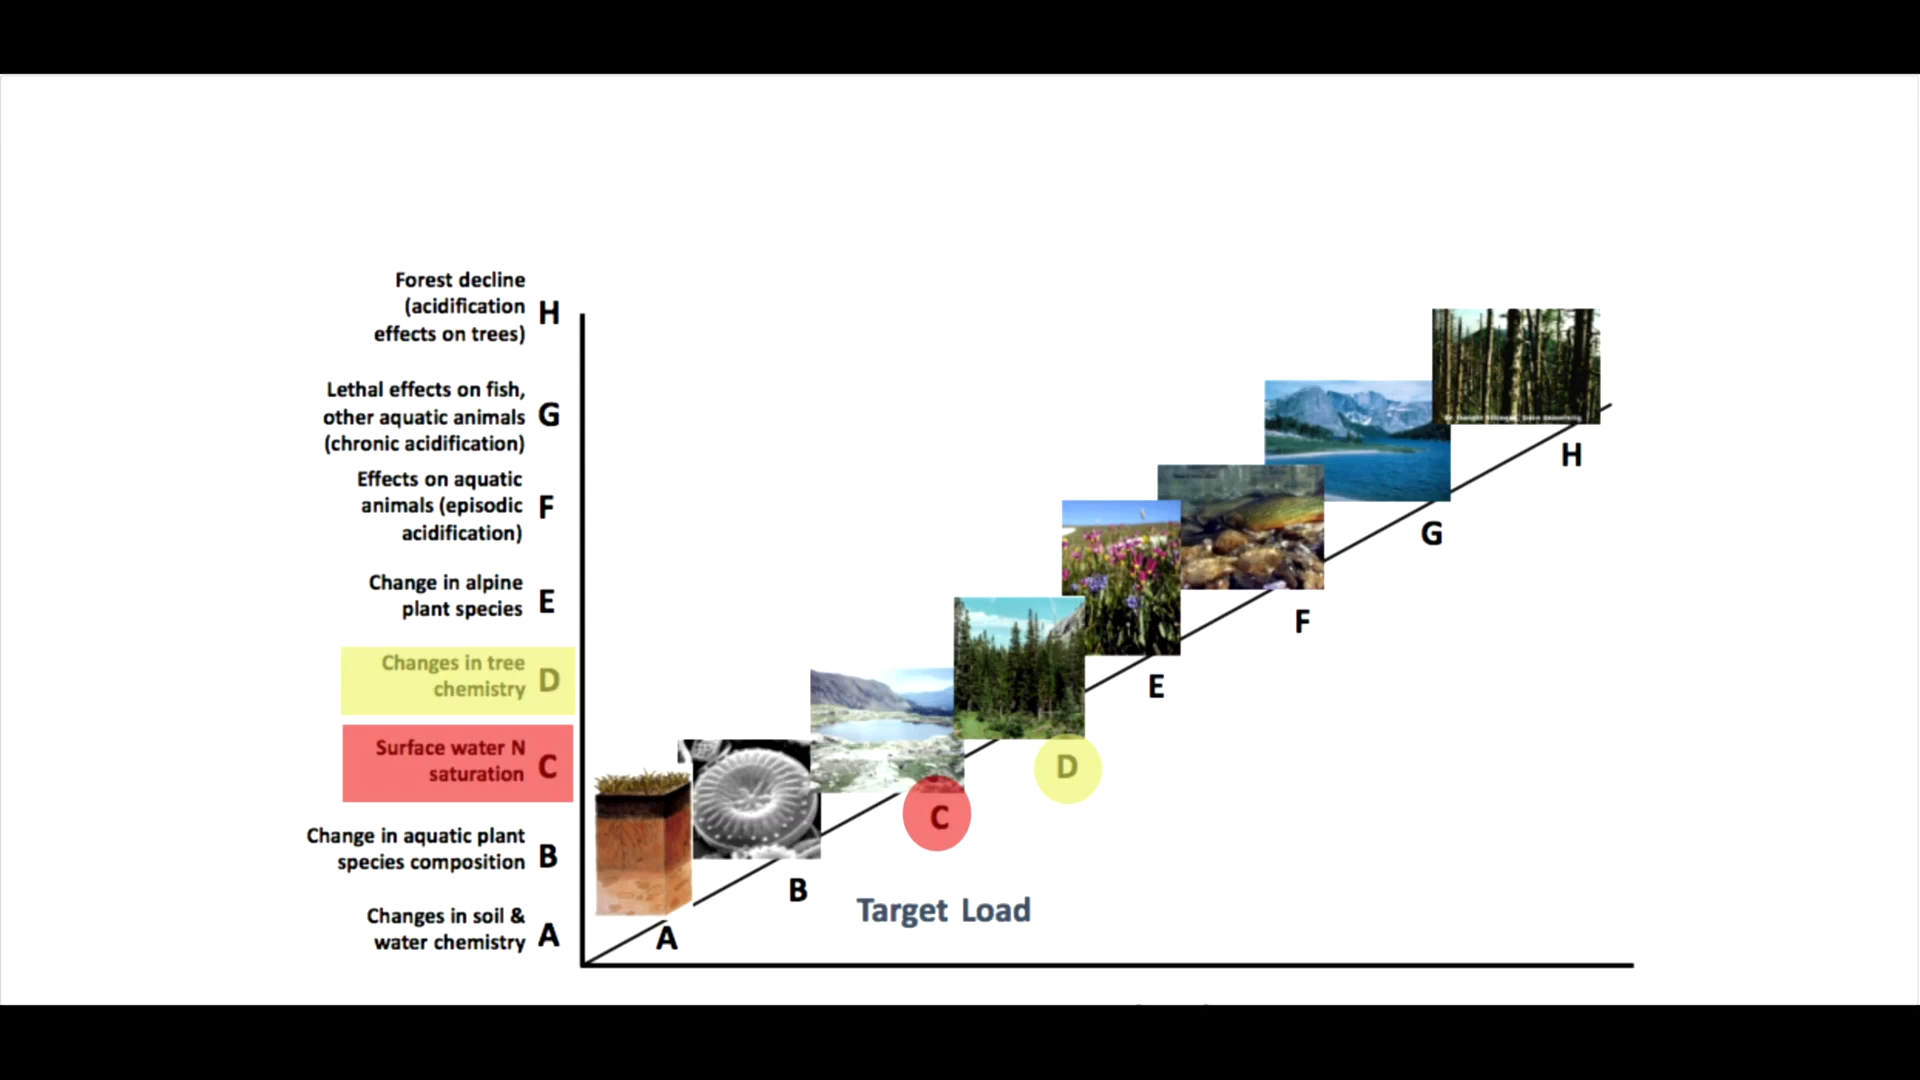 Forest decline
(acidification
effects on trees)
H
Lethal effects on fish,
other aquatic animals
(chronic acidification)
G
Effects on aquatic
animals (episodic
acidification)
F
Change in alpine
plant species
E
Changes in tree
chemistry
D
Surface water N
saturation
C
Change in aquatic plant
species composition
B
Changes in soil &
water chemistry
A
H
G
F
E
D
C
B
A
Target Load